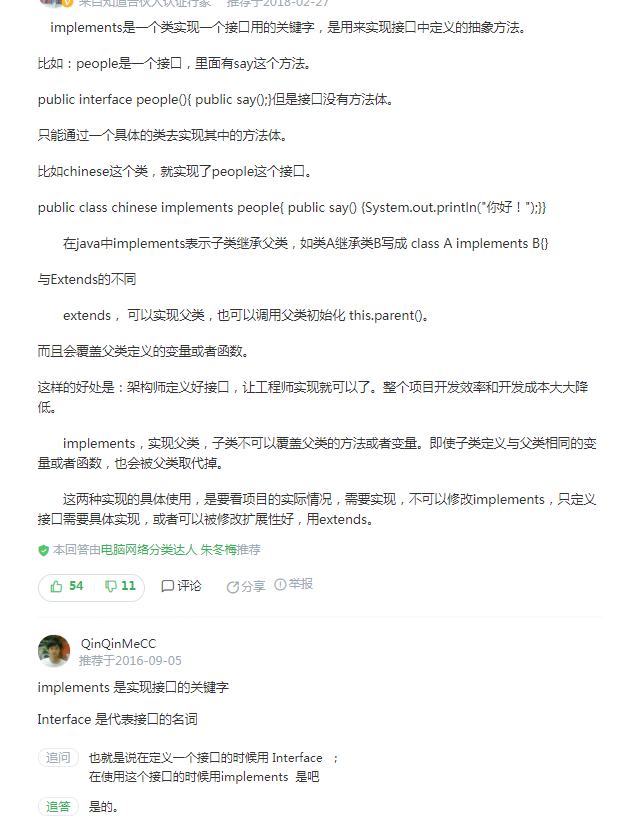 来自知道合伙人认证行家 推荐于2018-02-27
implements是一个类实现一个接口用的关键字，是用来实现接口中定义的抽象方法。
比如：people是一个接口，里面有say这个方法。
public interface people(){ public say();}但是接口没有方法体。
只能通过一个具体的类去实现其中的方法体。
比如chinese这个类，就实现了people这个接口。
public class chinese implements people{ public say() {System.out.println("你好！");}}
在java中implements表示子类继承父类，如类A继承类B写成 class A implements B{}
与Extends的不同
extends， 可以实现父类，也可以调用父类初始化 this.parent()。
而且会覆盖父类定义的变量或者函数。
这样的好处是：架构师定义好接口，让工程师实现就可以了。整个项目开发效率和开发成本大大降
低。
implements，实现父类，子类不可以覆盖父类的方法或者变量。即使子类定义与父类相同的变
量或者函数，也会被父类取代掉。
这两种实现的具体使用，是要看项目的实际情况，需要实现，不可以修改implements，只定义
接口需要具体实现，或者可以被修改扩展性好，用extends。
本回答由电脑网络分类达人 朱冬梅推荐
54 11 评论 分享 举报
QinQinMeCC
推荐于2016-09-05
implements 是实现接口的关键字
Interface 是代表接口的名词
追问 也就是说在定义一个接口的时候用 Interface ；
在使用这个接口的时候用implements 是吧
追答 是的。